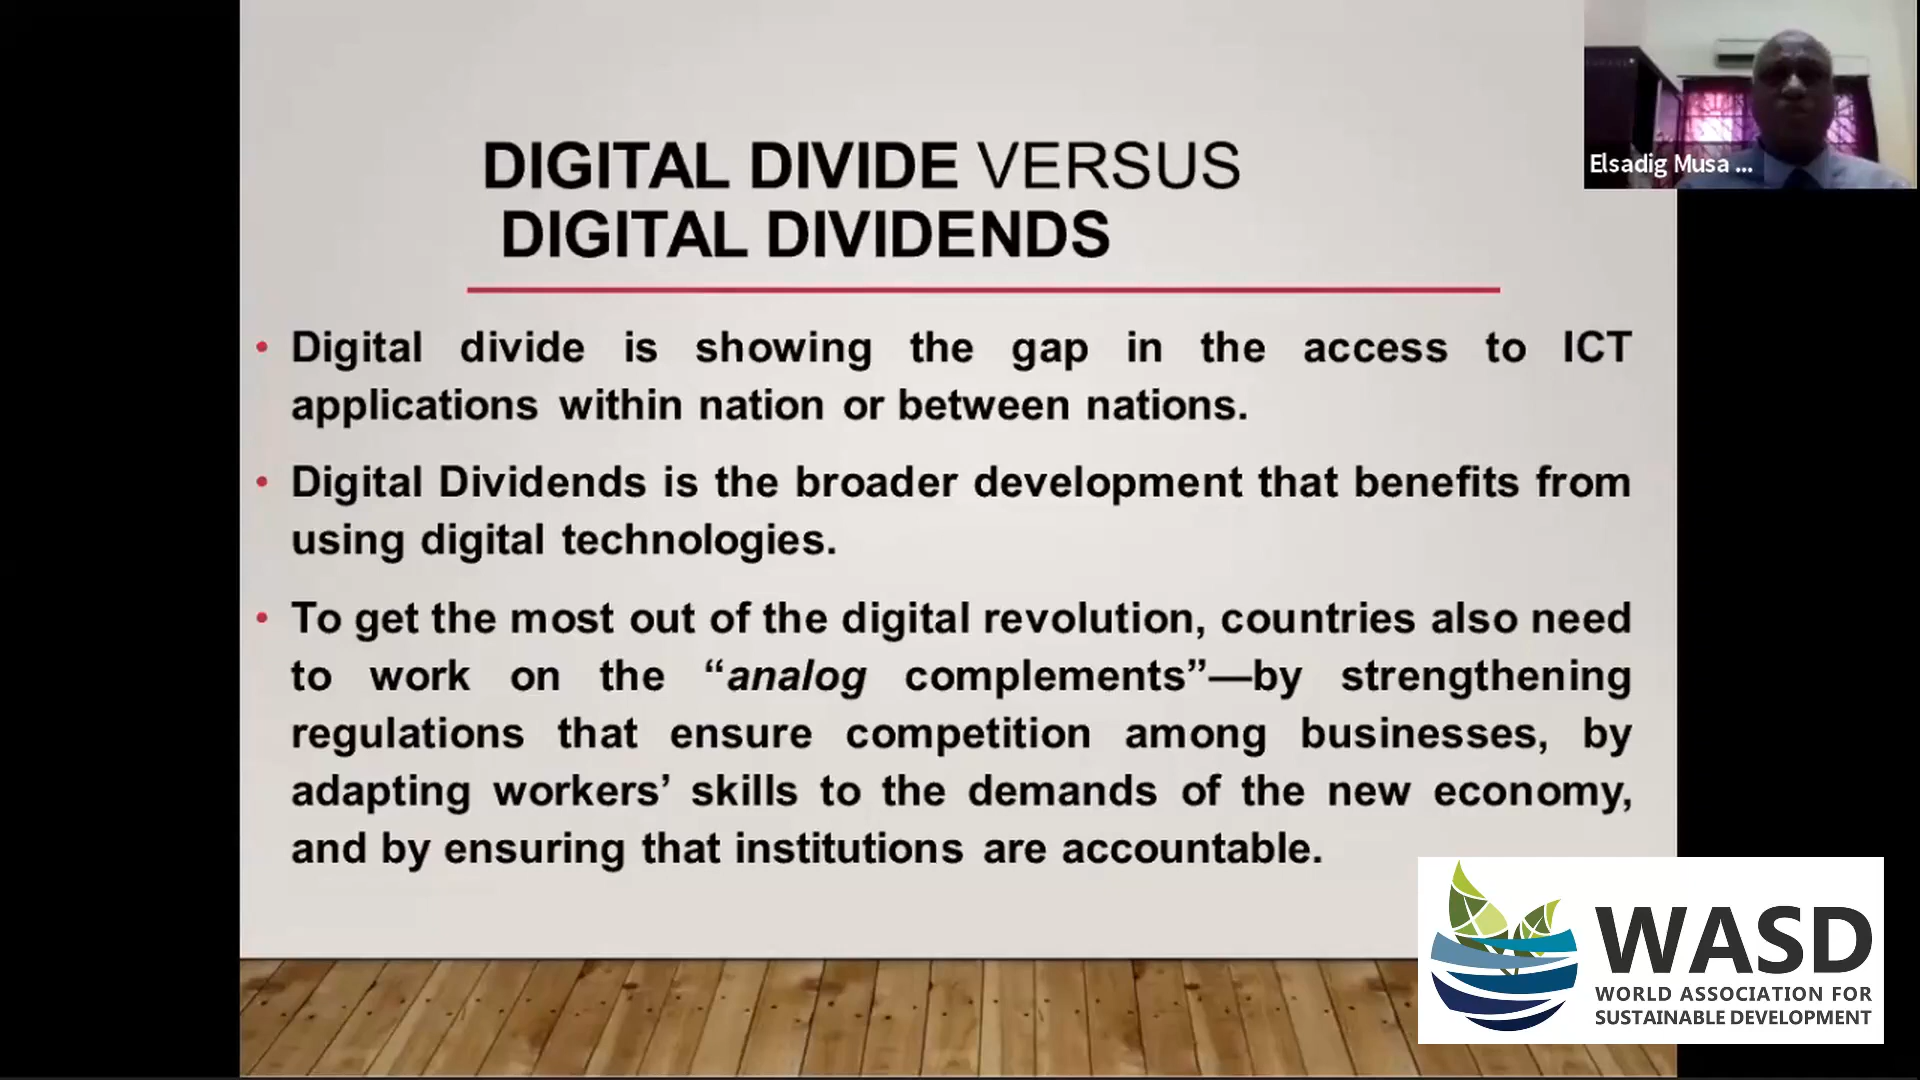 DIGITAL DIVIDE VERSUS
DIGITAL DIVIDENDS
Elsadig Musa ...
• Digital divide is showing the gap in the access to ICT
applications within nation or between nations.
• Digital Dividends is the broader development that benefits from
using digital technologies.
• To get the most out of the digital revolution, countries also need
to work on the “analog complements”—by strengthening
regulations that ensure competition among businesses, by
adapting workers’ skills to the demands of the new economy,
and by ensuring that institutions are accountable.
WASD
WORLD ASSOCIATION FOR
SUSTAINABLE DEVELOPMENT